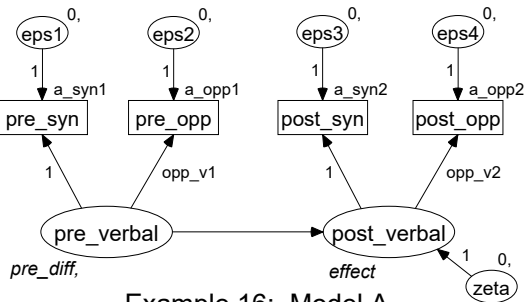 0, 0, 0, 0,
eps1 eps2 eps3 eps4
1 1 1 1
a_syn1 a_opp1 a_syn2 a_opp2
pre_syn pre_opp post_syn post_opp
1 opp_v1 1 opp_v2
pre_verbal post_verbal
pre_diff, effect
1 0,
zeta
Example 16: Model A